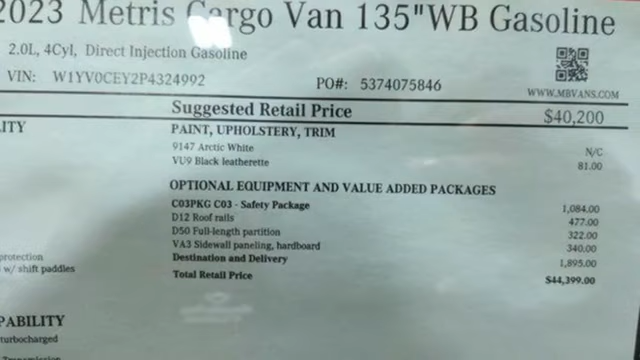 2023 Metris Cargo Van 135"WB Gasoline
2.0L, 4Cyl, Direct Injection Gasoline
VIN: W1YV0CEY2P4324992 PO#: 5374075846
WWW.MBVANS.COM
Suggested Retail Price $40,200
ITY
PAINT, UPHOLSTERY, TRIM
9147 Arctic White N/C
VU9 Black leatherette 81.00
OPTIONAL EQUIPMENT AND VALUE ADDED PACKAGES
C03PKG C03 - Safety Package 1,084.00
D12 Roof rails 477.00
D50 Full-length partition 322.00
VA3 Sidewall paneling, hardboard 340.00
protection Destination and Delivery 1,895.00
w/ shift paddles Total Retail Price $44,399.00
PABILITY
turbocharged
Transmission